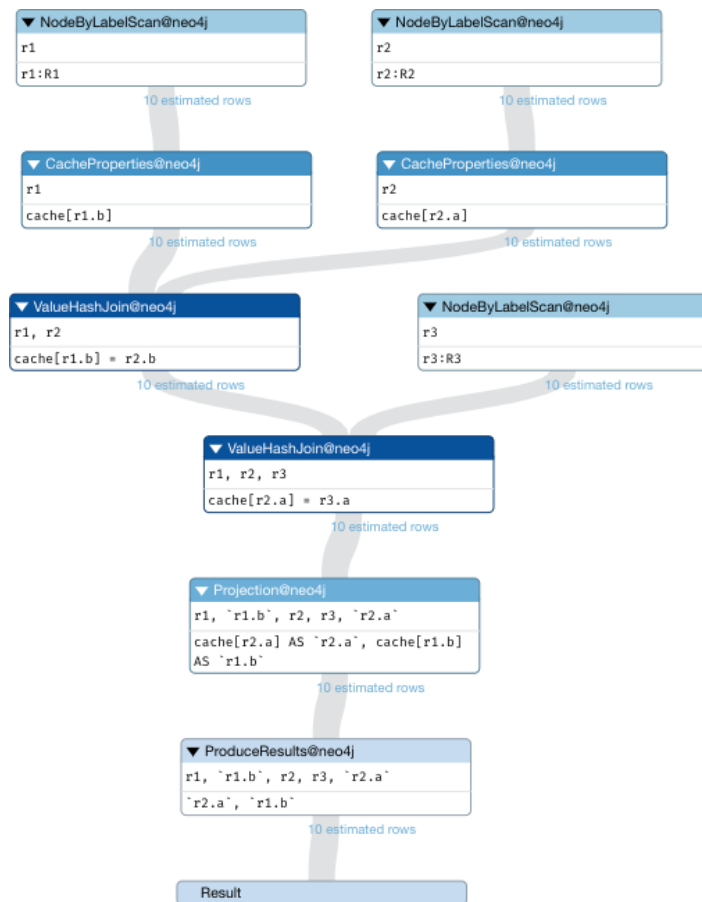 ▼ NodeByLabelScan@neo4j
r1
r1:R1
10 estimated rows
▼ NodeByLabelScan@neo4j
r2
r2:R2
10 estimated rows
▼ CacheProperties@neo4j
r1
cache[r1.b]
10 estimated rows
▼ CacheProperties@neo4j
r2
cache[r2.a]
10 estimated rows
▼ ValueHashJoin@neo4j
r1, r2
cache[r1.b] = r2.b
10 estimated rows
▼ NodeByLabelScan@neo4j
r3
r3:R3
10 estimated rows
▼ ValueHashJoin@neo4j
r1, r2, r3
cache[r2.a] = r3.a
10 estimated rows
▼ Projection@neo4j
r1, `r1.b`, r2, r3, `r2.a`
cache[r2.a] AS `r2.a`, cache[r1.b]
AS `r1.b`
10 estimated rows
▼ ProduceResults@neo4j
r1, `r1.b`, r2, r3, `r2.a`
`r2.a`, `r1.b`
10 estimated rows
Result